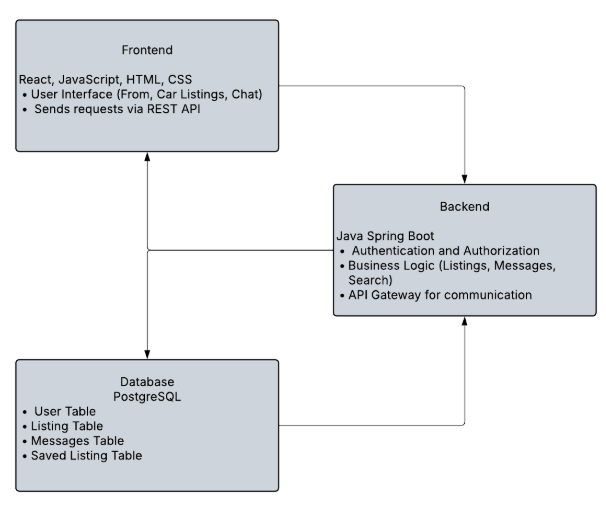 Frontend
React, JavaScript, HTML, CSS
• User Interface (From, Car Listings, Chat)
• Sends requests via REST API
Backend
Java Spring Boot
• Authentication and Authorization
• Business Logic (Listings, Messages,
Search)
• API Gateway for communication
Database
PostgreSQL
• User Table
• Listing Table
• Messages Table
• Saved Listing Table